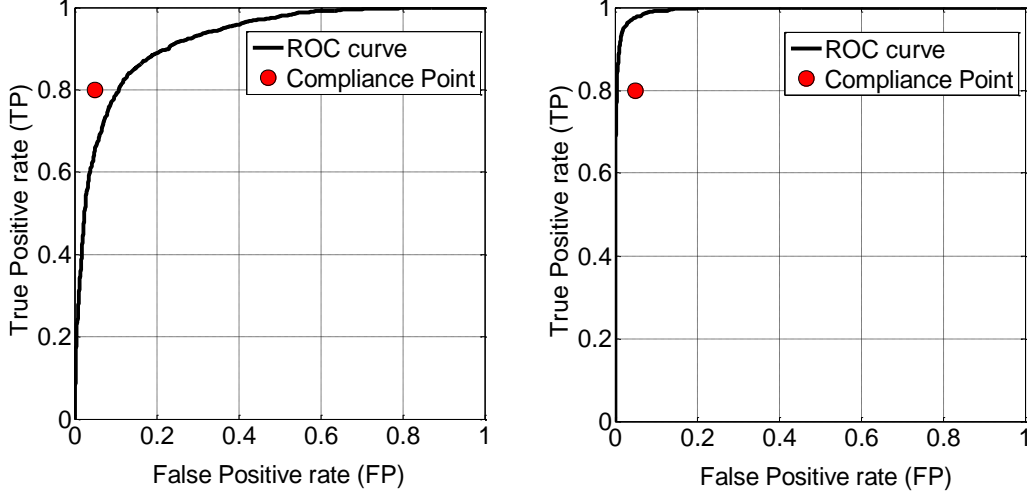 1
0.8
0.6
0.4
0.2
0
True Positive rate (TP)
ROC curve
Compliance Point
0 0.2 0.4 0.6 0.8 1
False Positive rate (FP)
1
0.8
0.6
0.4
0.2
0
True Positive rate (TP)
ROC curve
Compliance Point
0 0.2 0.4 0.6 0.8 1
False Positive rate (FP)